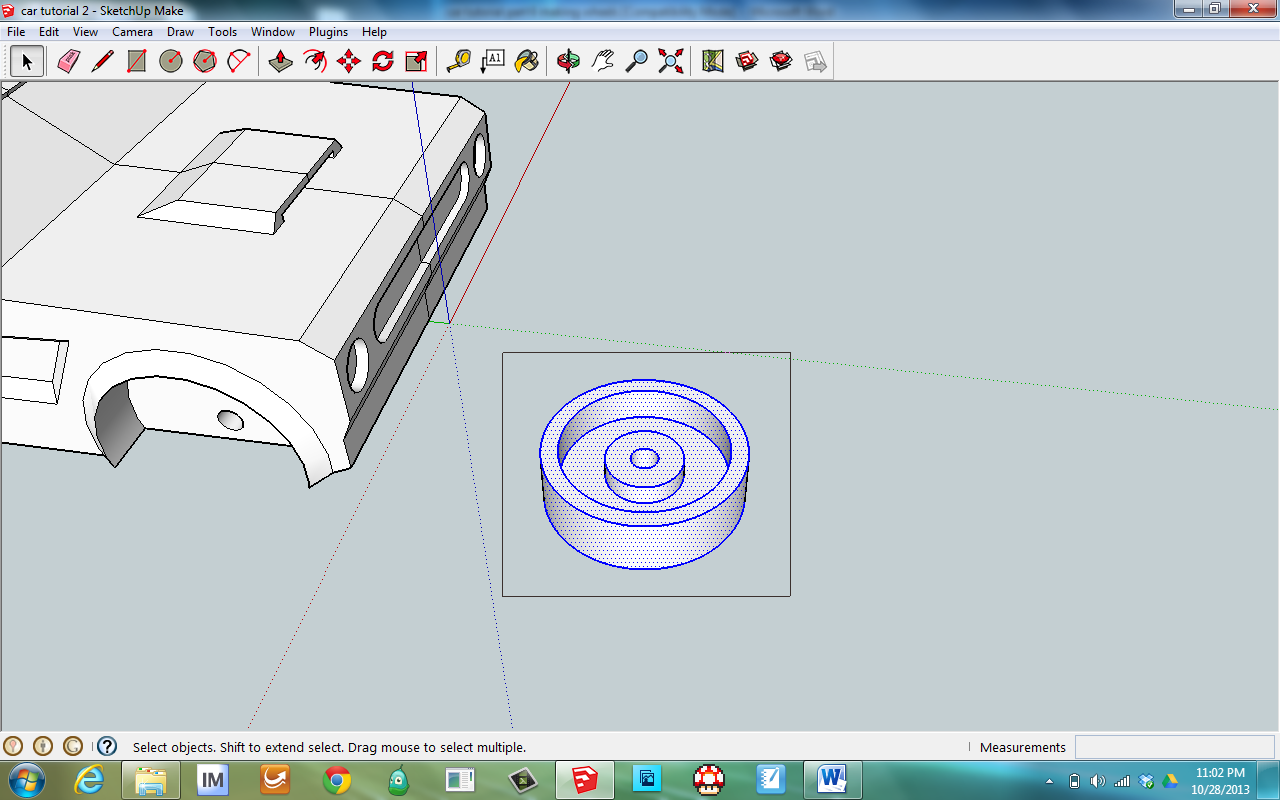 car tutorial 2 - SketchUp Make
File Edit View Camera Draw Tools Window Plugins Help
A1
Select objects. Shift to extend select. Drag mouse to select multiple.
Measurements
IM
W
11:02 PM
10/28/2013